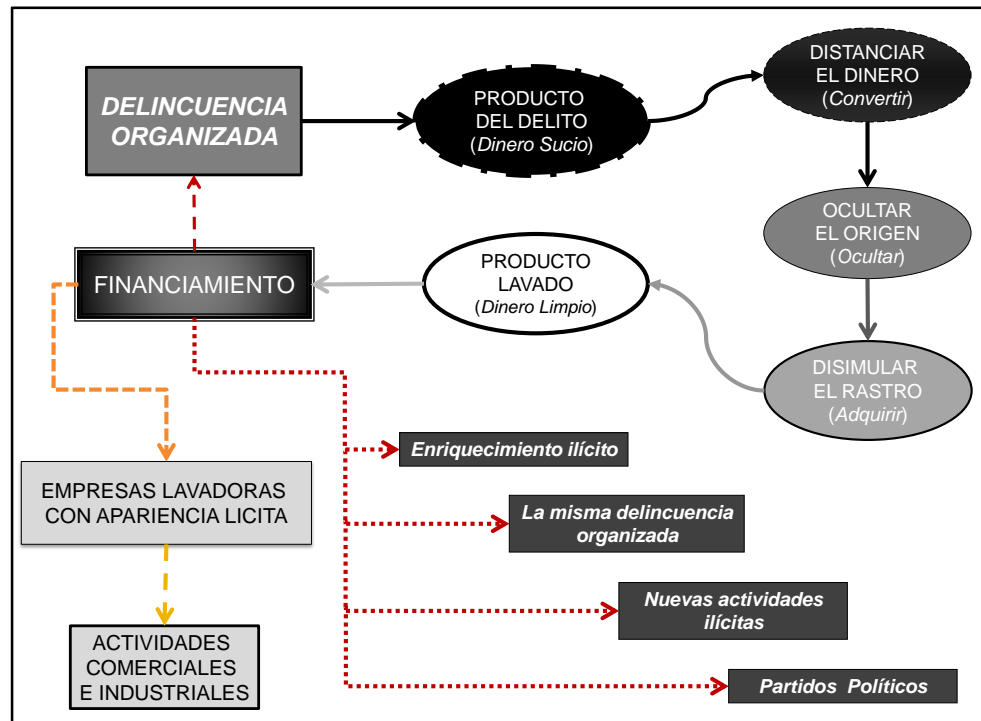 DELINCUENCIA
ORGANIZADA
PRODUCTO
DEL DELITO
(Dinero Sucio)
DISTANCIAR
EL DINERO
(Convertir)
OCULTAR
EL ORIGEN
(Ocultar)
DISIMULAR
EL RASTRO
(Adquirir)
PRODUCTO
LAVADO
(Dinero Limpio)
FINANCIAMIENTO
EMPRESAS LAVADORAS
CON APARIENCIA LICITA
ACTIVIDADES
COMERCIALES
E INDUSTRIALES
Enriquecimiento ilícito
La misma delincuencia
organizada
Nuevas actividades
ilícitas
Partidos Políticos